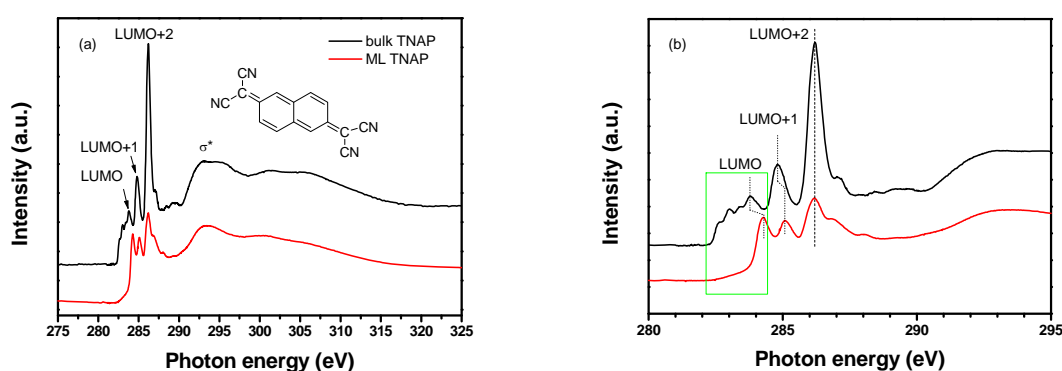 (a)
LUMO+2
bulk TNAP
ML TNAP
CN
CN
C
NC
CN
C
CN
LUMO+1
LUMO
σ*
Intensity (a.u.)
275 280 285 290 295 300 305 310 315 320 325
Photon energy (eV)
(b)
LUMO+2
LUMO+1
LUMO
Intensity (a.u.)
280 285 290 295
Photon energy (eV)